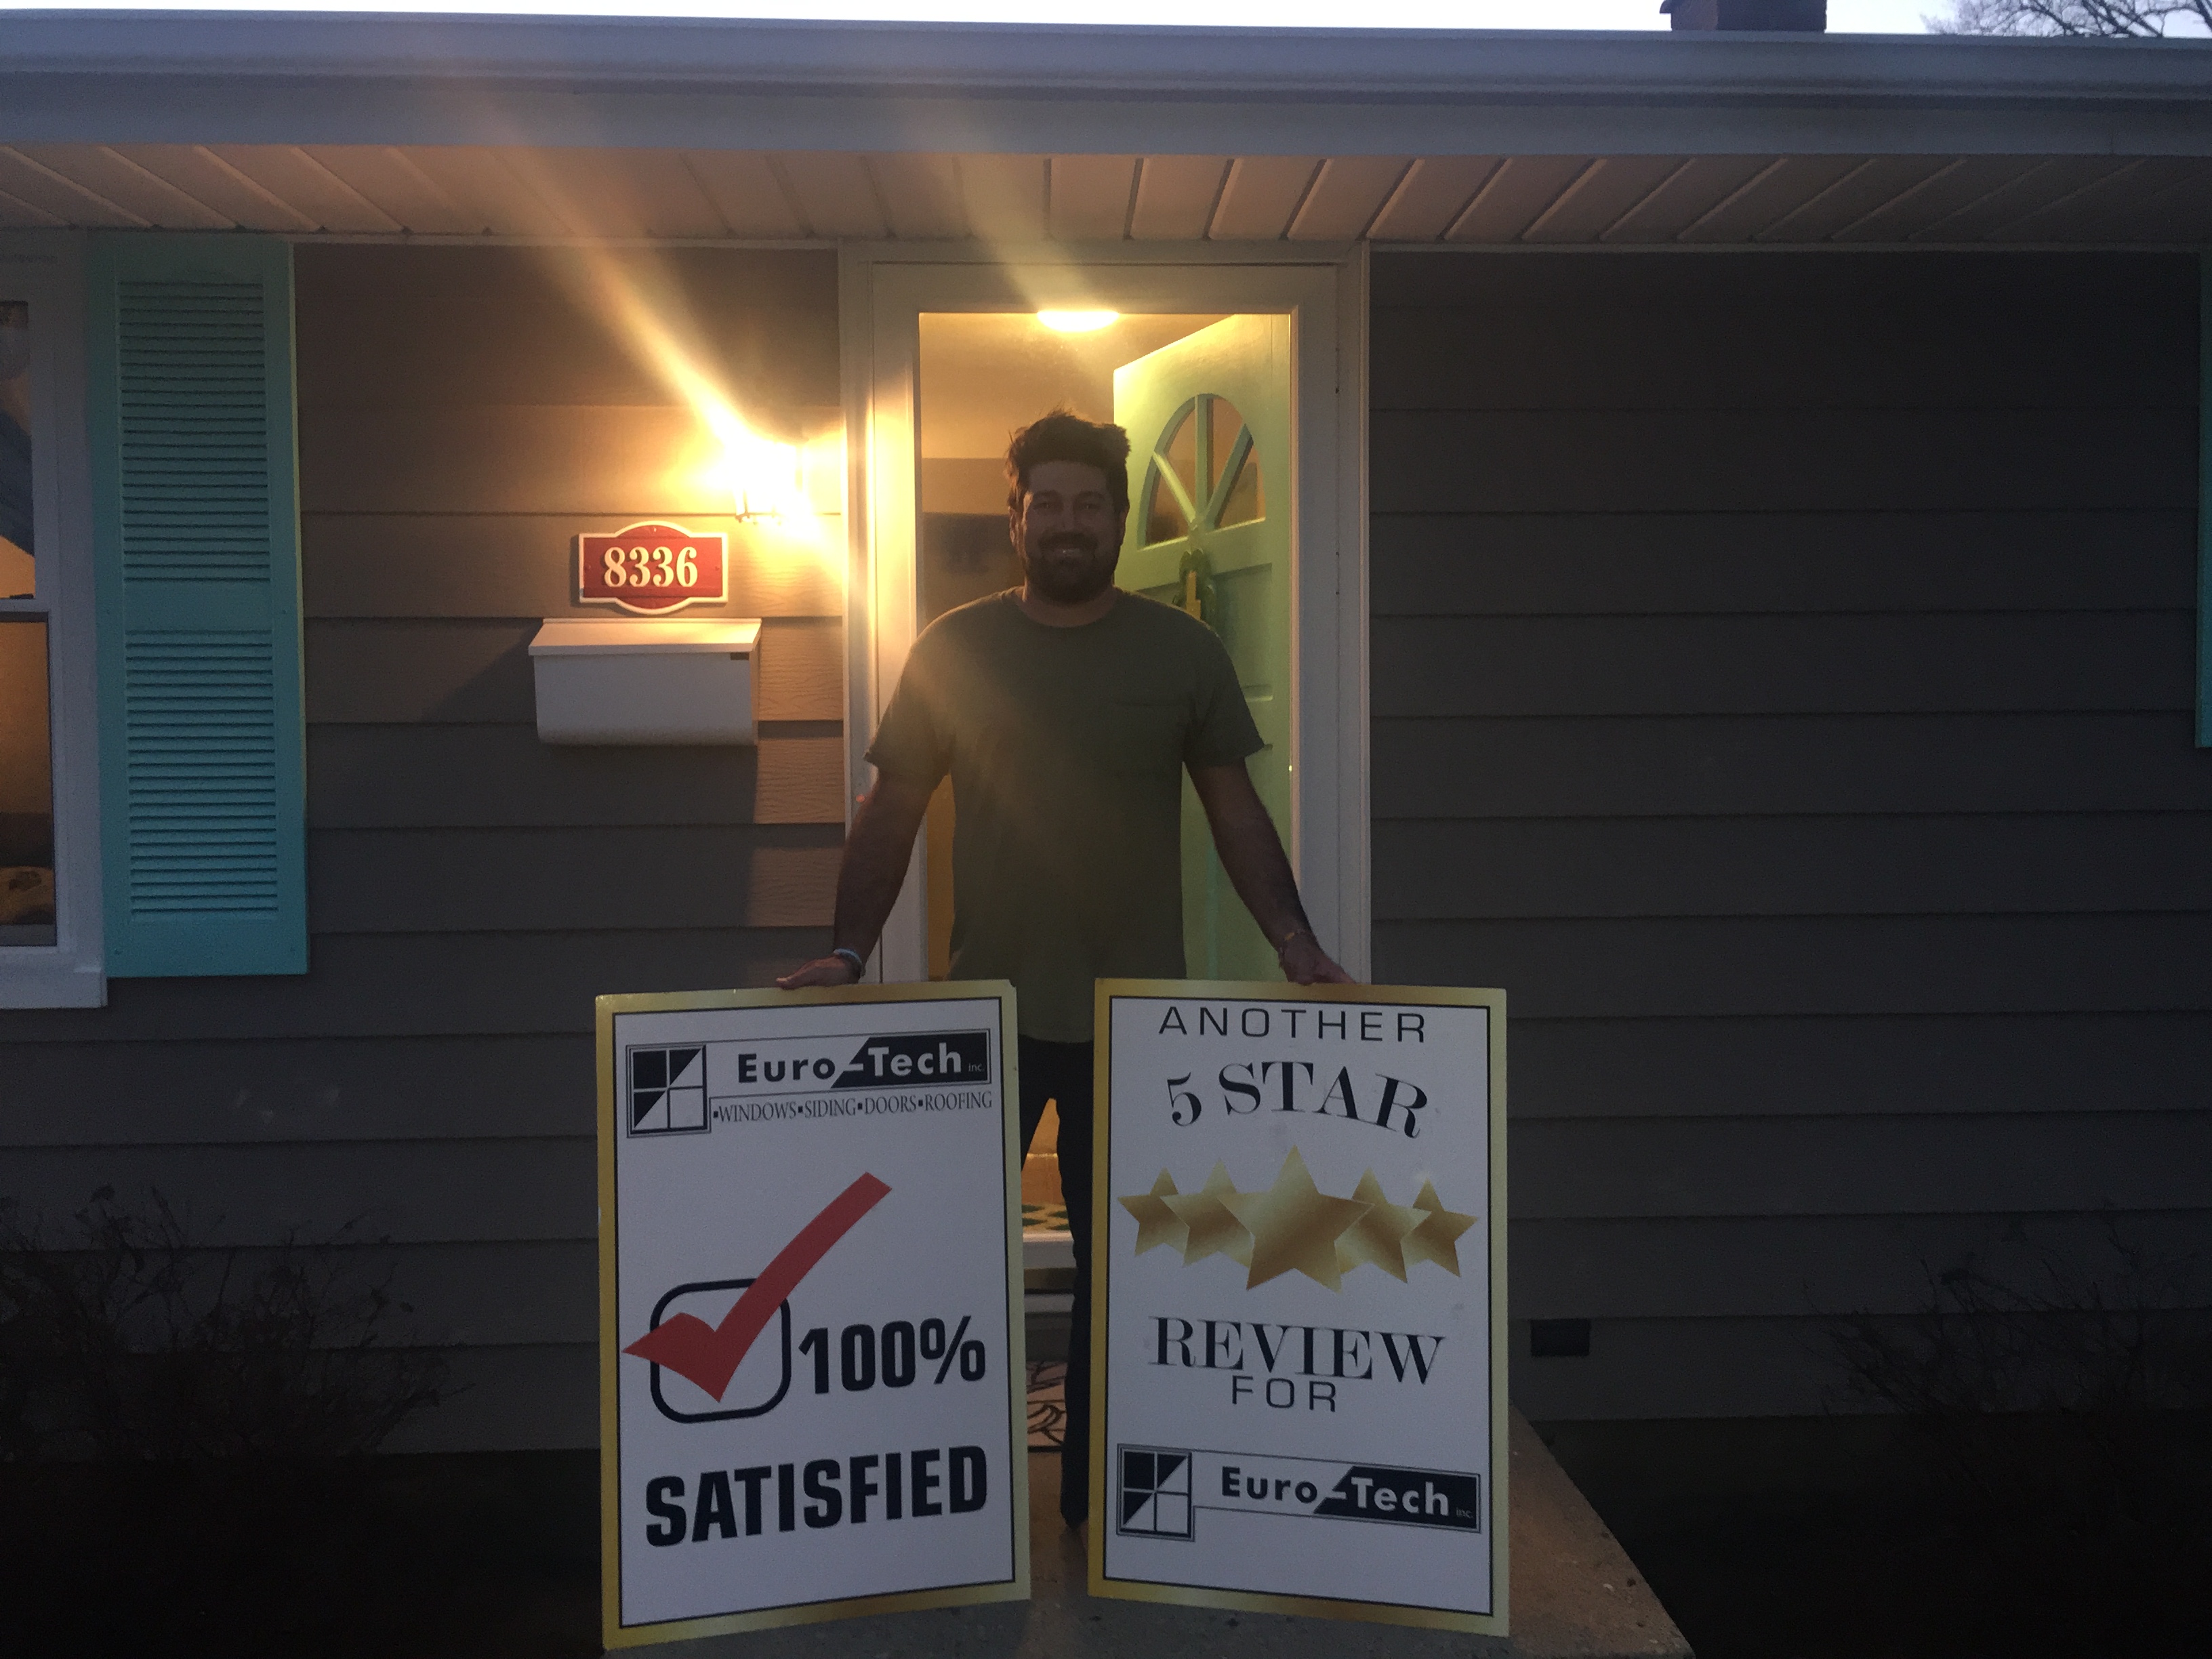 8336
Euro-Tech inc.
▪WINDOWS▪SIDING▪DOORS▪ROOFING
100%
SATISFIED
ANOTHER
5 STAR
REVIEW
FOR
Euro-Tech inc.